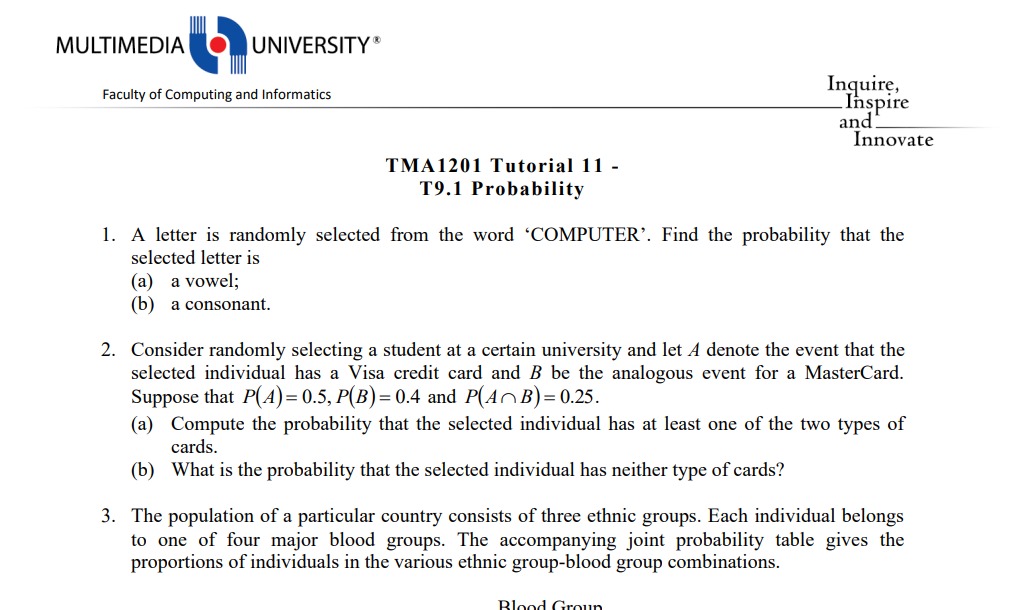 MULTIMEDIA UNIVERSITY®
Faculty of Computing and Informatics
Inquire,
Inspire
and
Innovate
TMA1201 Tutorial 11 -
T9.1 Probability
1. A letter is randomly selected from the word ‘COMPUTER’. Find the probability that the
selected letter is
(a) a vowel;
(b) a consonant.
2. Consider randomly selecting a student at a certain university and let A denote the event that the
selected individual has a Visa credit card and B be the analogous event for a MasterCard.
Suppose that P(A)= 0.5, P(B)= 0.4 and P(A∩B)= 0.25.
(a) Compute the probability that the selected individual has at least one of the two types of
cards.
(b) What is the probability that the selected individual has neither type of cards?
3. The population of a particular country consists of three ethnic groups. Each individual belongs
to one of four major blood groups. The accompanying joint probability table gives the
proportions of individuals in the various ethnic group-blood group combinations.
Blood Group